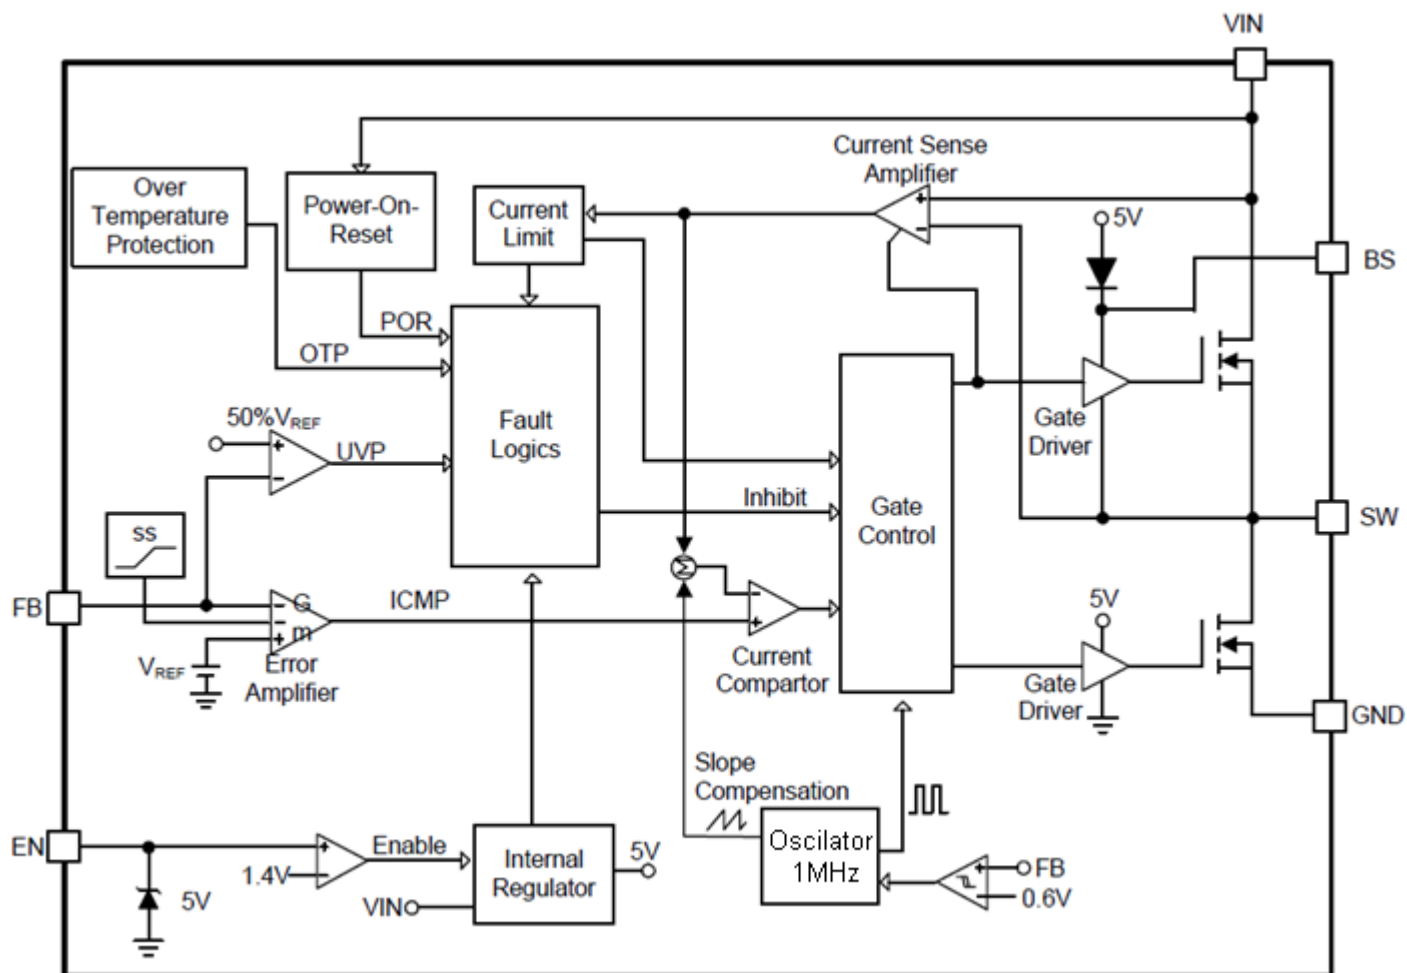 VIN
Current Sense
Amplifier
Over
Temperature
Protection
Power-On-
Reset
Current
Limit
+
−
5V
BS
POR
OTP
50%VREF
+
−
UVP
Fault
Logics
Gate
Driver
Inhibit
Gate
Control
SW
ss
Σ
FB
− G
−
+ m
ICMP
−
+
5V
VREF
Error
Amplifier
Current
Compartor
Gate
Driver
GND
Slope
Compensation
EN
+
−
1.4V
Enable
5V
VIN
Internal
Regulator
5V
Oscilator
1MHz
+
−
FB
0.6V